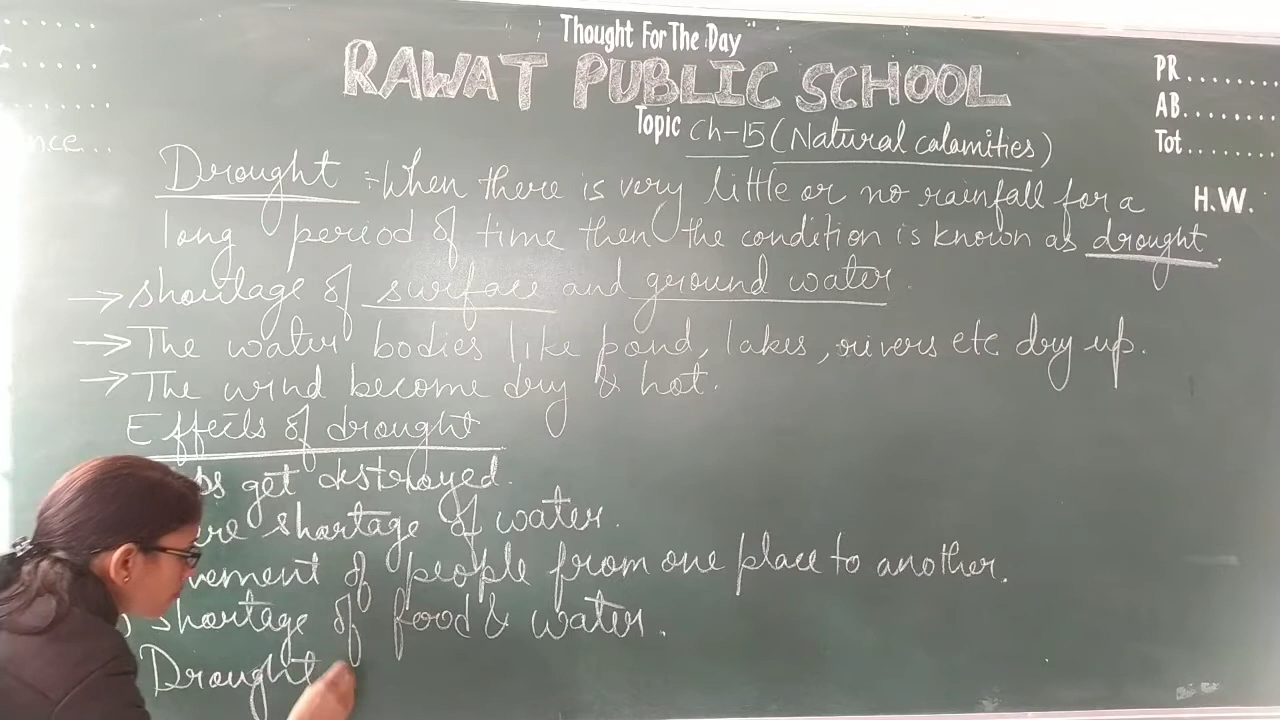 Thought For The Day
RAWAT PUBLIC SCHOOL
PR........
AB........
Tot........
Topic Ch-15 (Natural calamities)
nce...
H.W.
Drought :- When there is very little or no rainfall for a
long period of time then the condition is known as drought.
→ shortage of surface and ground water.
→ The water bodies like pond, lakes, rivers etc dry up.
→ The wind become dry & hot.
Effects of drought
ps get destroyed.
re shortage of water.
vement of people from one place to another.
shortage of food & water.
Drought